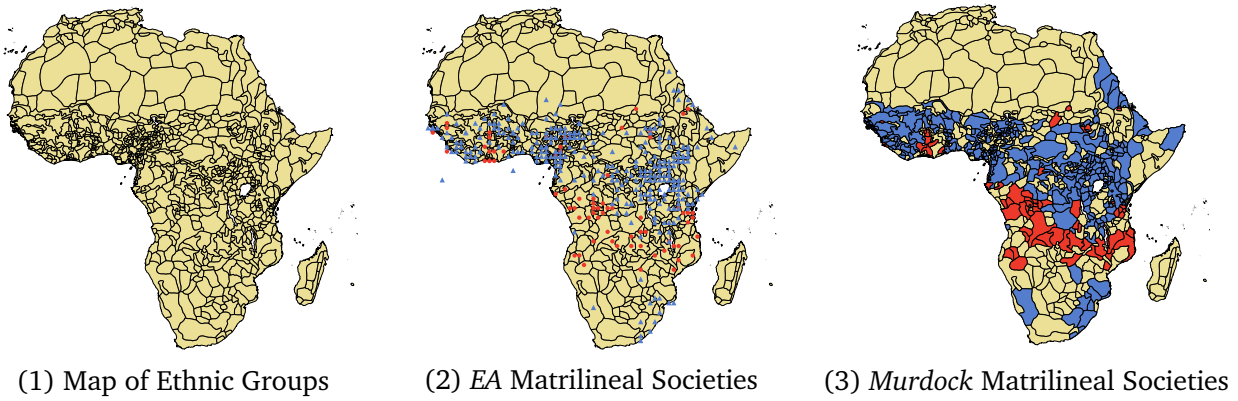 (1) Map of Ethnic Groups
(2) EA Matrilineal Societies
(3) Murdock Matrilineal Societies